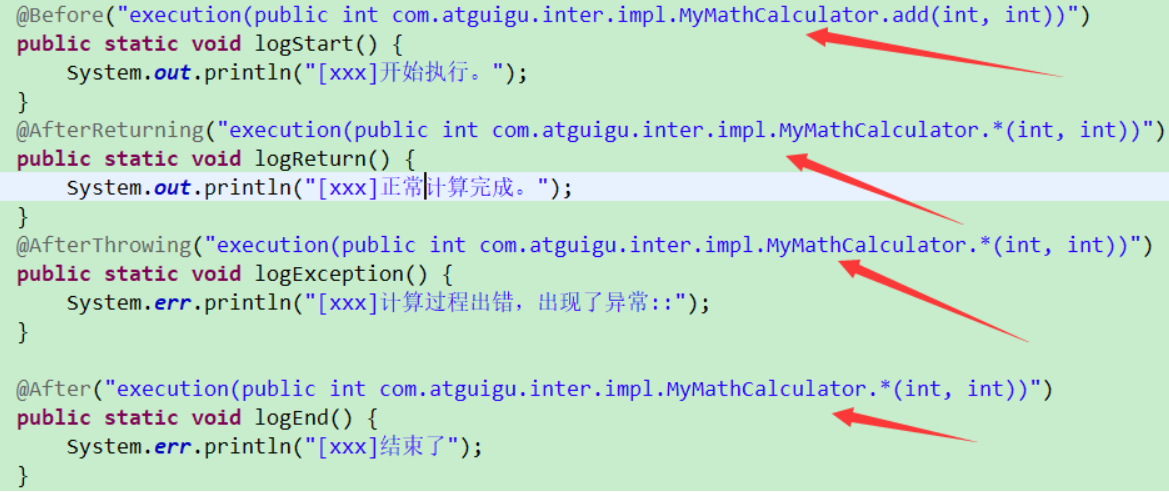 @Before("execution(public int com.atguigu.inter.impl.MyMathCalculator.add(int, int))")
public static void logStart() {
    System.out.println("[xxx]开始执行。");
}
@AfterReturning("execution(public int com.atguigu.inter.impl.MyMathCalculator.*(int, int))")
public static void logReturn() {
    System.out.println("[xxx]正常计算完成。");
}
@AfterThrowing("execution(public int com.atguigu.inter.impl.MyMathCalculator.*(int, int))")
public static void logException() {
    System.err.println("[xxx]计算过程出错，出现了异常::");
}
@After("execution(public int com.atguigu.inter.impl.MyMathCalculator.*(int, int))")
public static void logEnd() {
    System.err.println("[xxx]结束了");
}